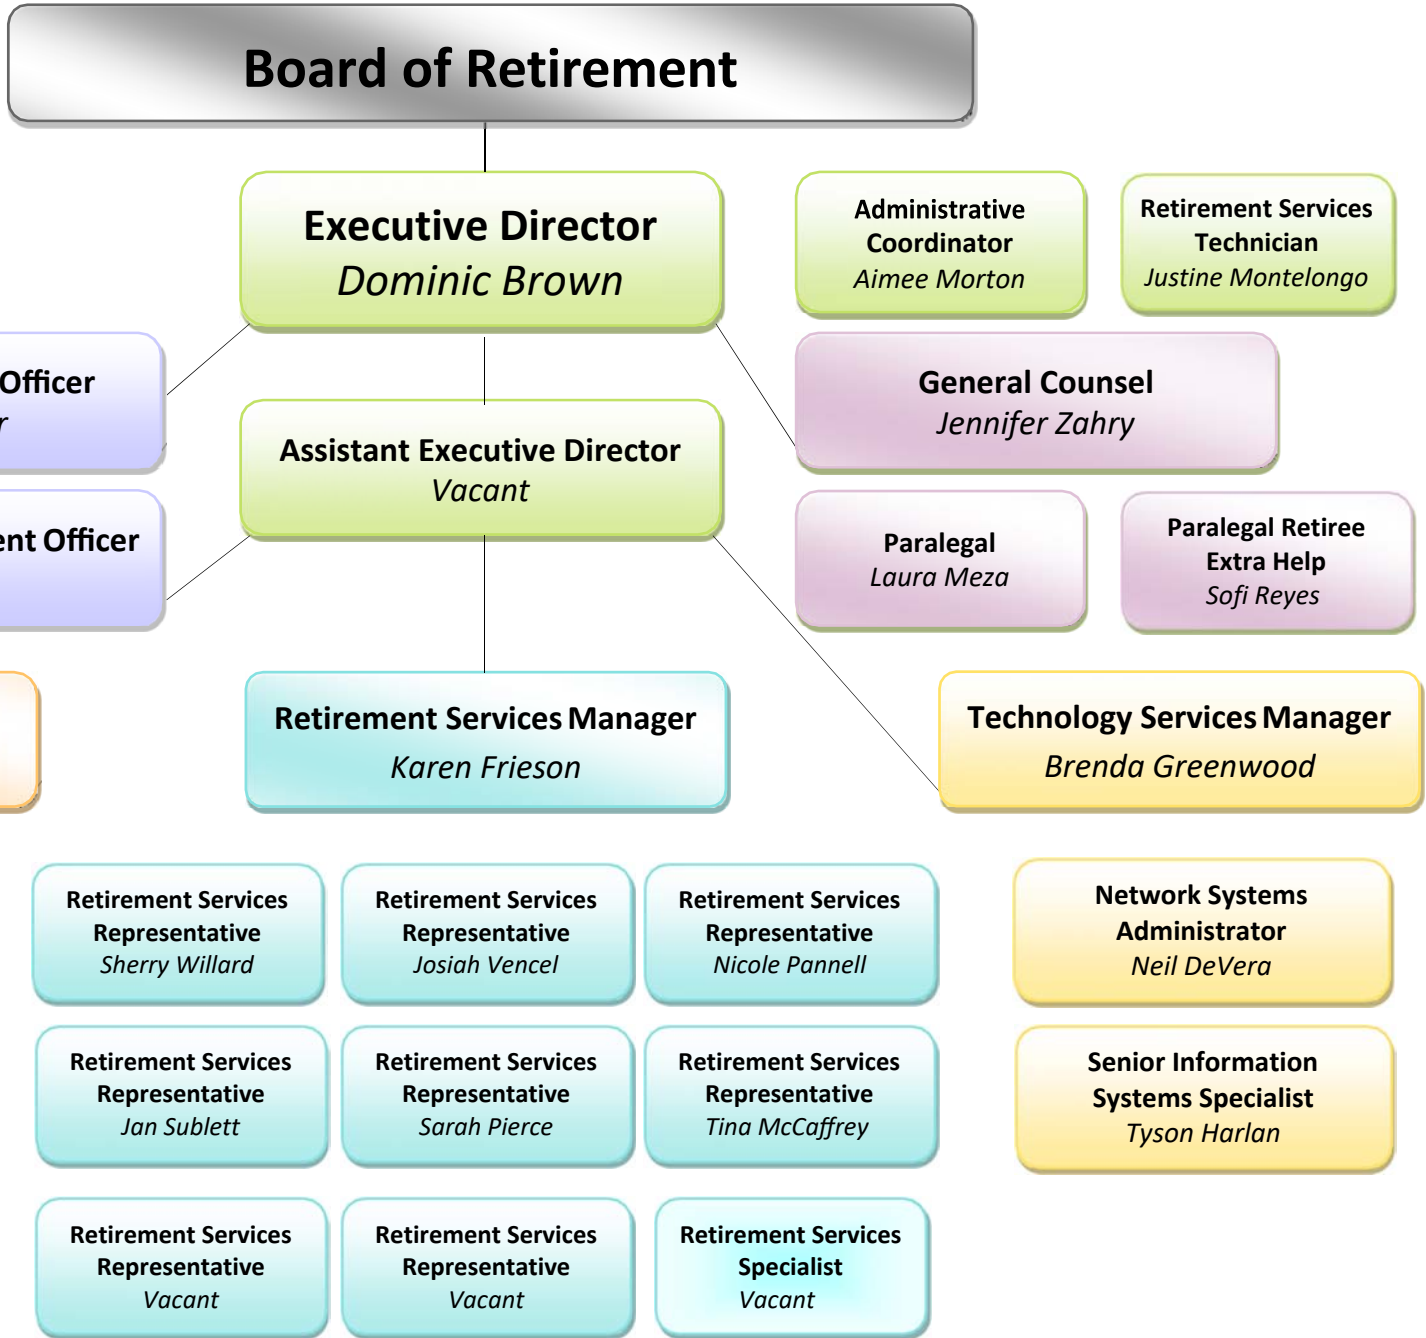 Board of Retirement
Executive Director
Dominic Brown
Administrative
Coordinator
Aimee Morton
Retirement Services
Technician
Justine Montelongo
Officer
r
General Counsel
Jennifer Zahry
Assistant Executive Director
Vacant
ent Officer
Paralegal
Laura Meza
Paralegal Retiree
Extra Help
Sofi Reyes
Retirement Services Manager
Karen Frieson
Technology Services Manager
Brenda Greenwood
Retirement Services
Representative
Sherry Willard
Retirement Services
Representative
Josiah Vencel
Retirement Services
Representative
Nicole Pannell
Network Systems
Administrator
Neil DeVera
Retirement Services
Representative
Jan Sublett
Retirement Services
Representative
Sarah Pierce
Retirement Services
Representative
Tina McCaffrey
Senior Information
Systems Specialist
Tyson Harlan
Retirement Services
Representative
Vacant
Retirement Services
Representative
Vacant
Retirement Services
Specialist
Vacant